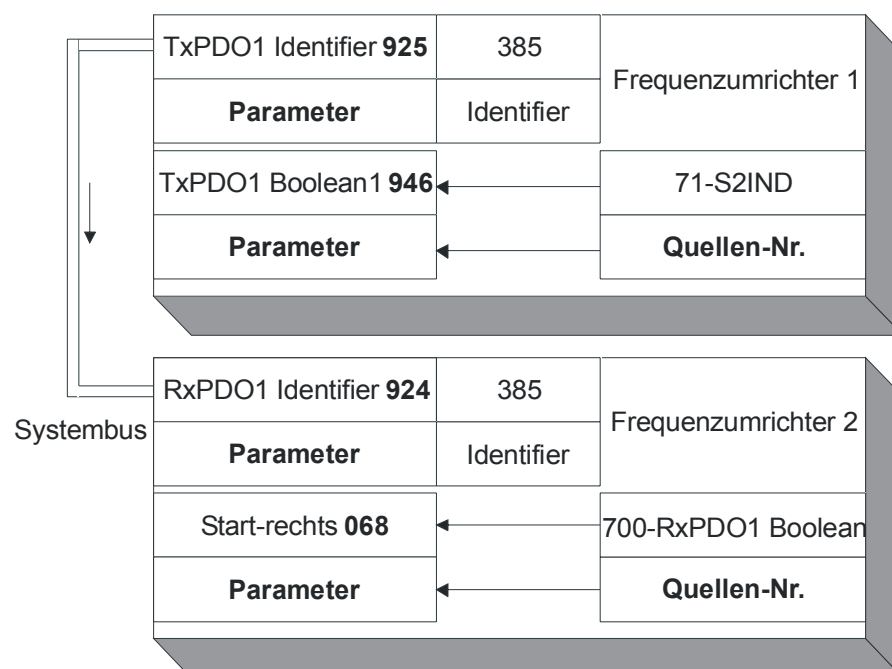 TxPDO1 Identifier 925
385
Frequenzumrichter 1
Parameter
Identifier
TxPDO1 Boolean1 946
71-S2IND
Parameter
Quellen-Nr.
Systembus
RxPDO1 Identifier 924
385
Frequenzumrichter 2
Parameter
Identifier
Start-rechts 068
700-RxPDO1 Boolean
Parameter
Quellen-Nr.